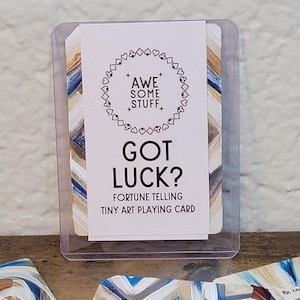 AWE
SOME
STUFF
GOT
LUCK?
FORTUNE TELLING
TINY ART PLAYING CARD